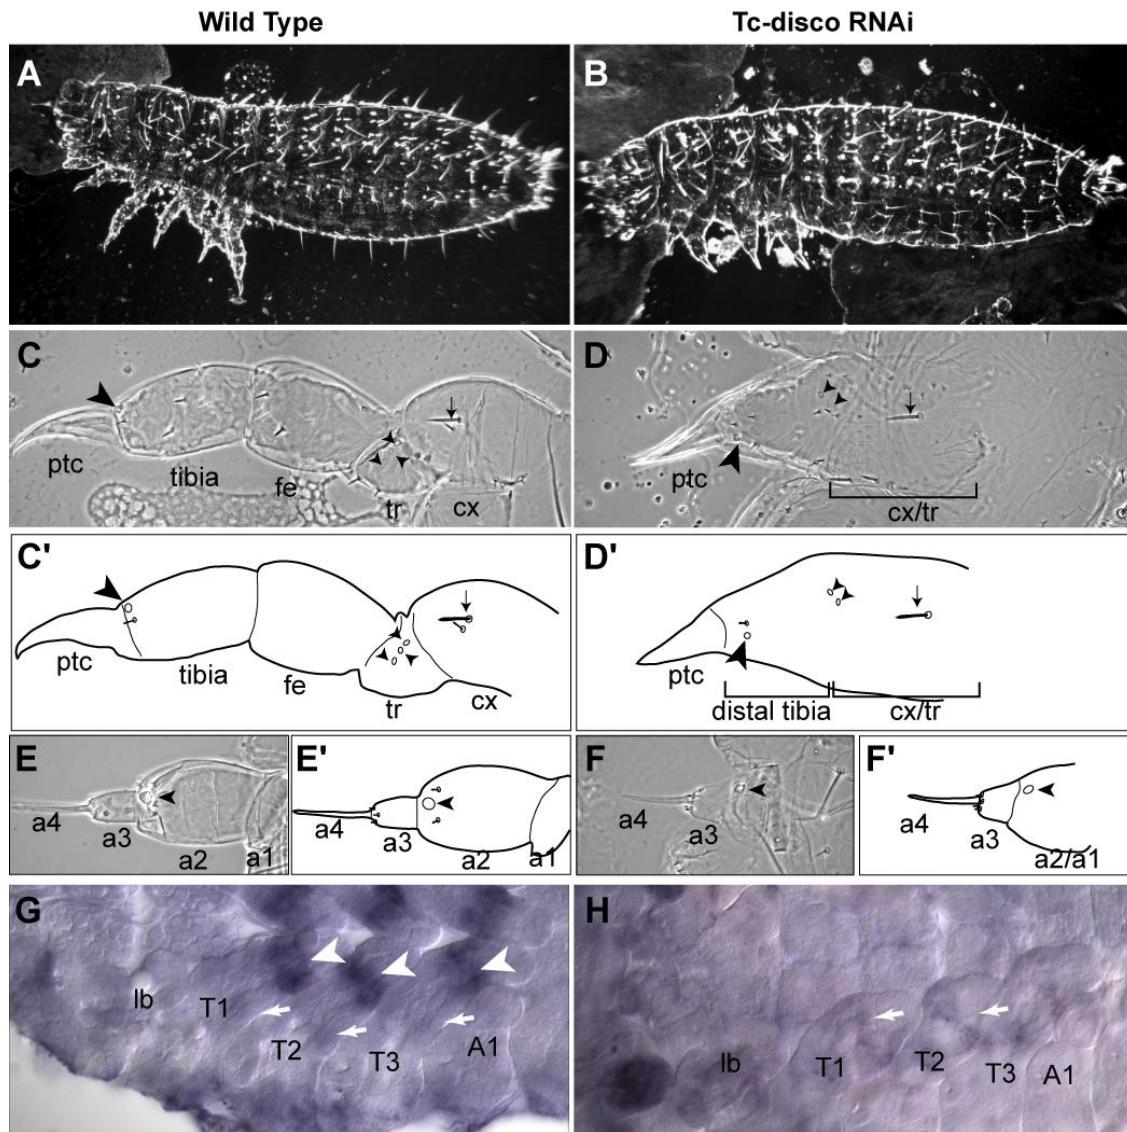 Wild Type
Tc-disco RNAi
A
B
C
ptc
tibia
fe
tr
cx
D
ptc
cx/tr
C'
ptc
tibia
fe
tr
cx
D'
ptc
distal tibia
cx/tr
E
a4
a3
a2
a1
E'
a4
a3
a2
a1
F
a4
a3
F'
a4
a3
a2/a1
G
lb
T1
T2
T3
A1
H
lb
T1
T2
T3
A1